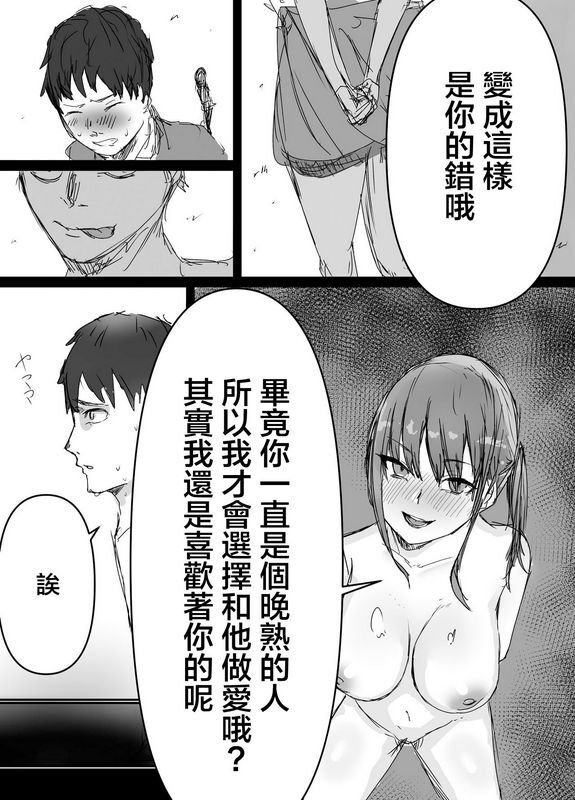 變成這樣
是你的錯哦
畢竟你一直是個晚熟的人
所以我才會選擇和他做愛哦？
其實我還是喜歡著你的呢
誒